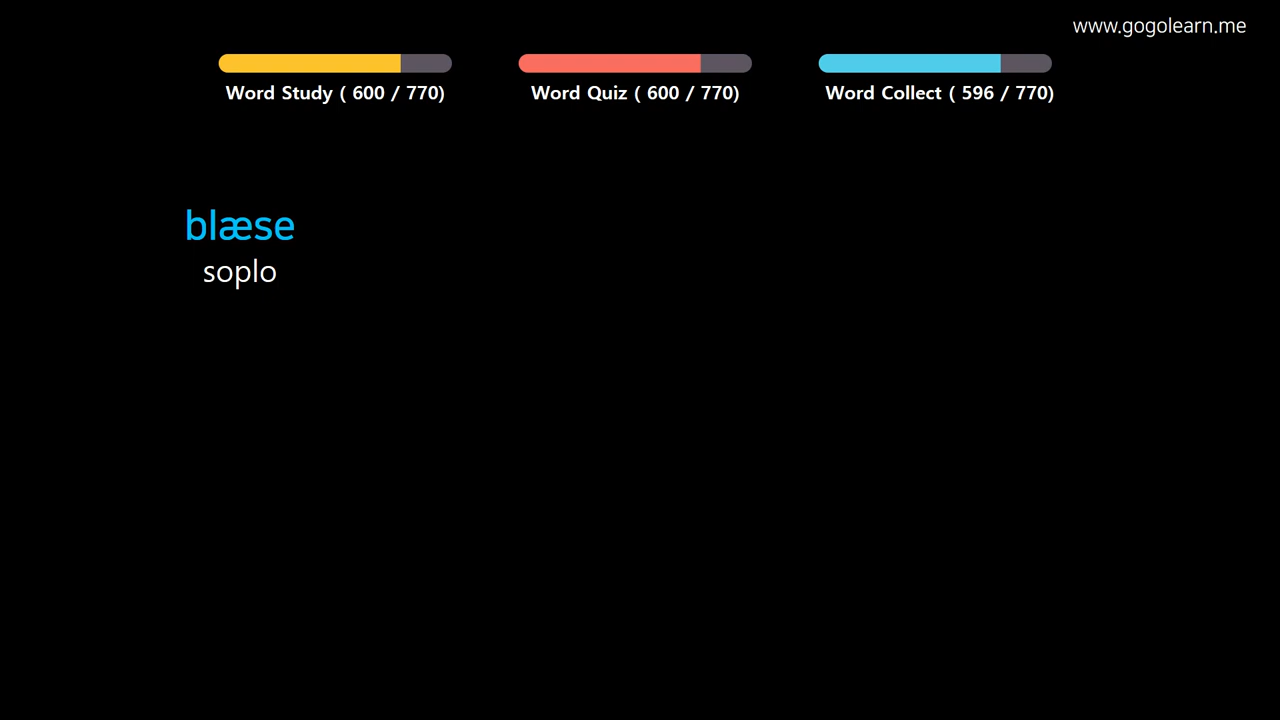 www.gogolearn.me
Word Study ( 600 / 770)
Word Quiz ( 600 / 770)
Word Collect ( 596 / 770)
blæse
soplo